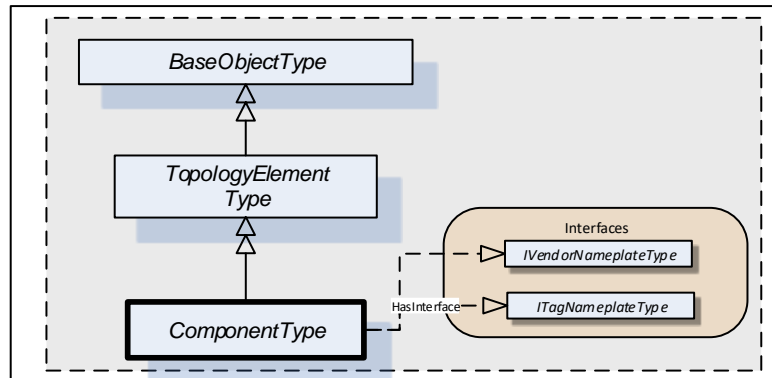 BaseObjectType
TopologyElement
Type
Interfaces
IVendorNameplateType
HasInterface
ITagNameplateType
ComponentType